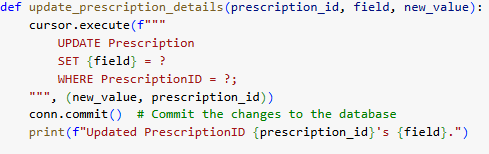 def update_prescription_details(prescription_id, field, new_value):
    cursor.execute(f"""
        UPDATE Prescription
        SET {field} = ?
        WHERE PrescriptionID = ?;
    """, (new_value, prescription_id))
    conn.commit()  # Commit the changes to the database
    print(f"Updated PrescriptionID {prescription_id}'s {field}.")